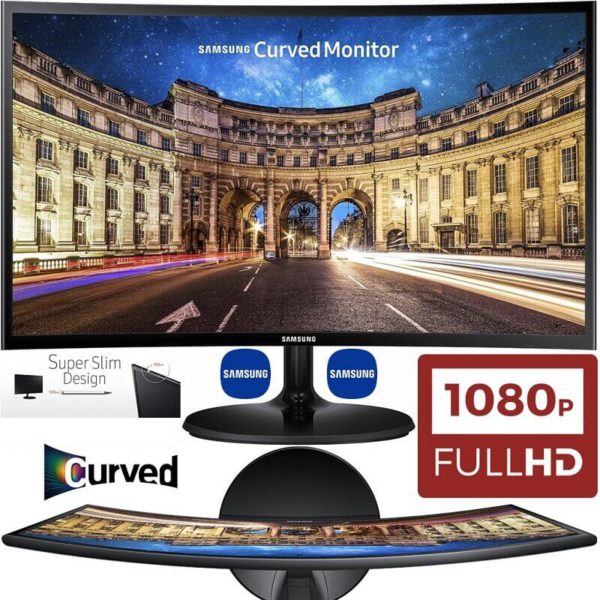 SAMSUNG Curved Monitor
SAMSUNG
Super Slim
Design
SAMSUNG
SAMSUNG
1080P
FULLHD
Curved